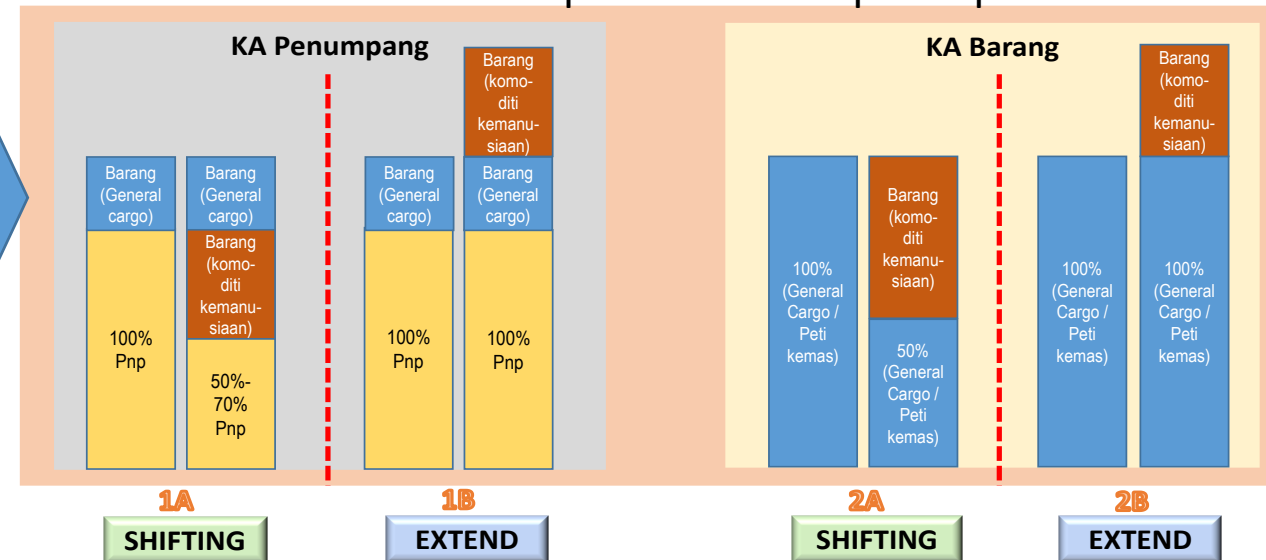 KA Penumpang
Barang
(General
cargo)
100%
Pnp
Barang
(General
cargo)
Barang
(komo-
diti
kemanu-
siaan)
50%-
70%
Pnp
Barang
(General
cargo)
100%
Pnp
Barang
(komo-
diti
kemanu-
siaan)
Barang
(General
cargo)
100%
Pnp
1A
1B
SHIFTING
EXTEND
KA Barang
100%
(General
Cargo /
Peti
kemas)
Barang
(komo-
diti
kemanu-
siaan)
50%
(General
Cargo /
Peti
kemas)
100%
(General
Cargo /
Peti
kemas)
Barang
(komo-
diti
kemanu-
siaan)
100%
(General
Cargo /
Peti
kemas)
2A
2B
SHIFTING
EXTEND